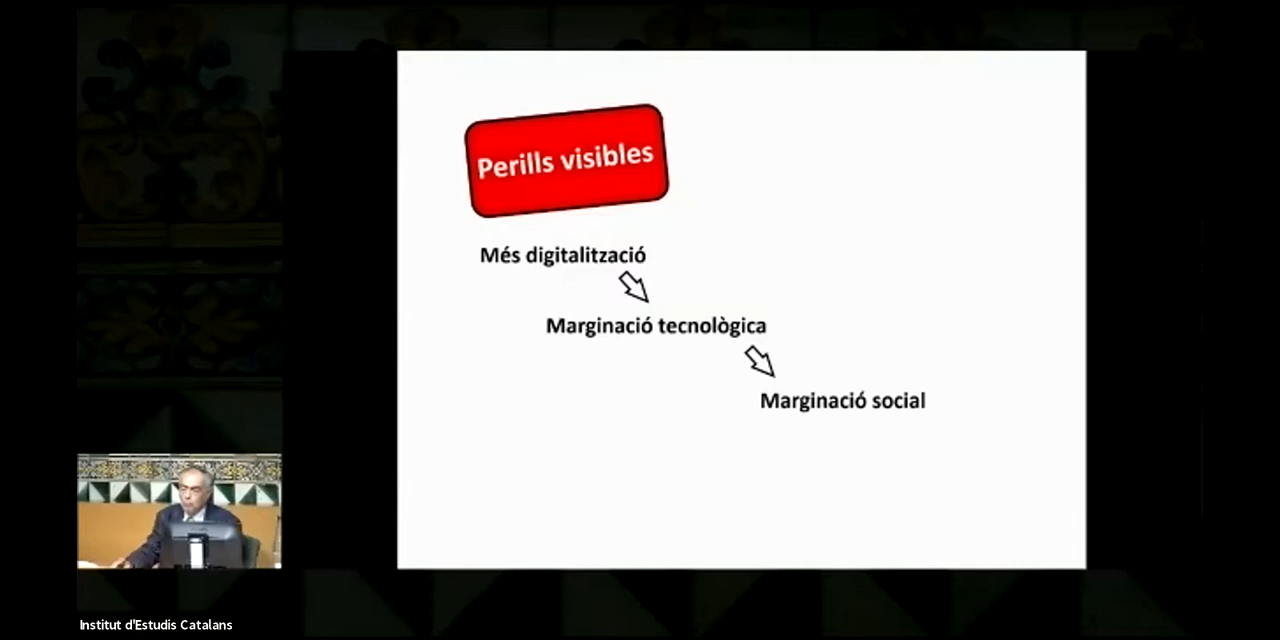 Perills visibles
Més digitalització
Marginació tecnològica
Marginació social
Institut d'Estudis Catalans